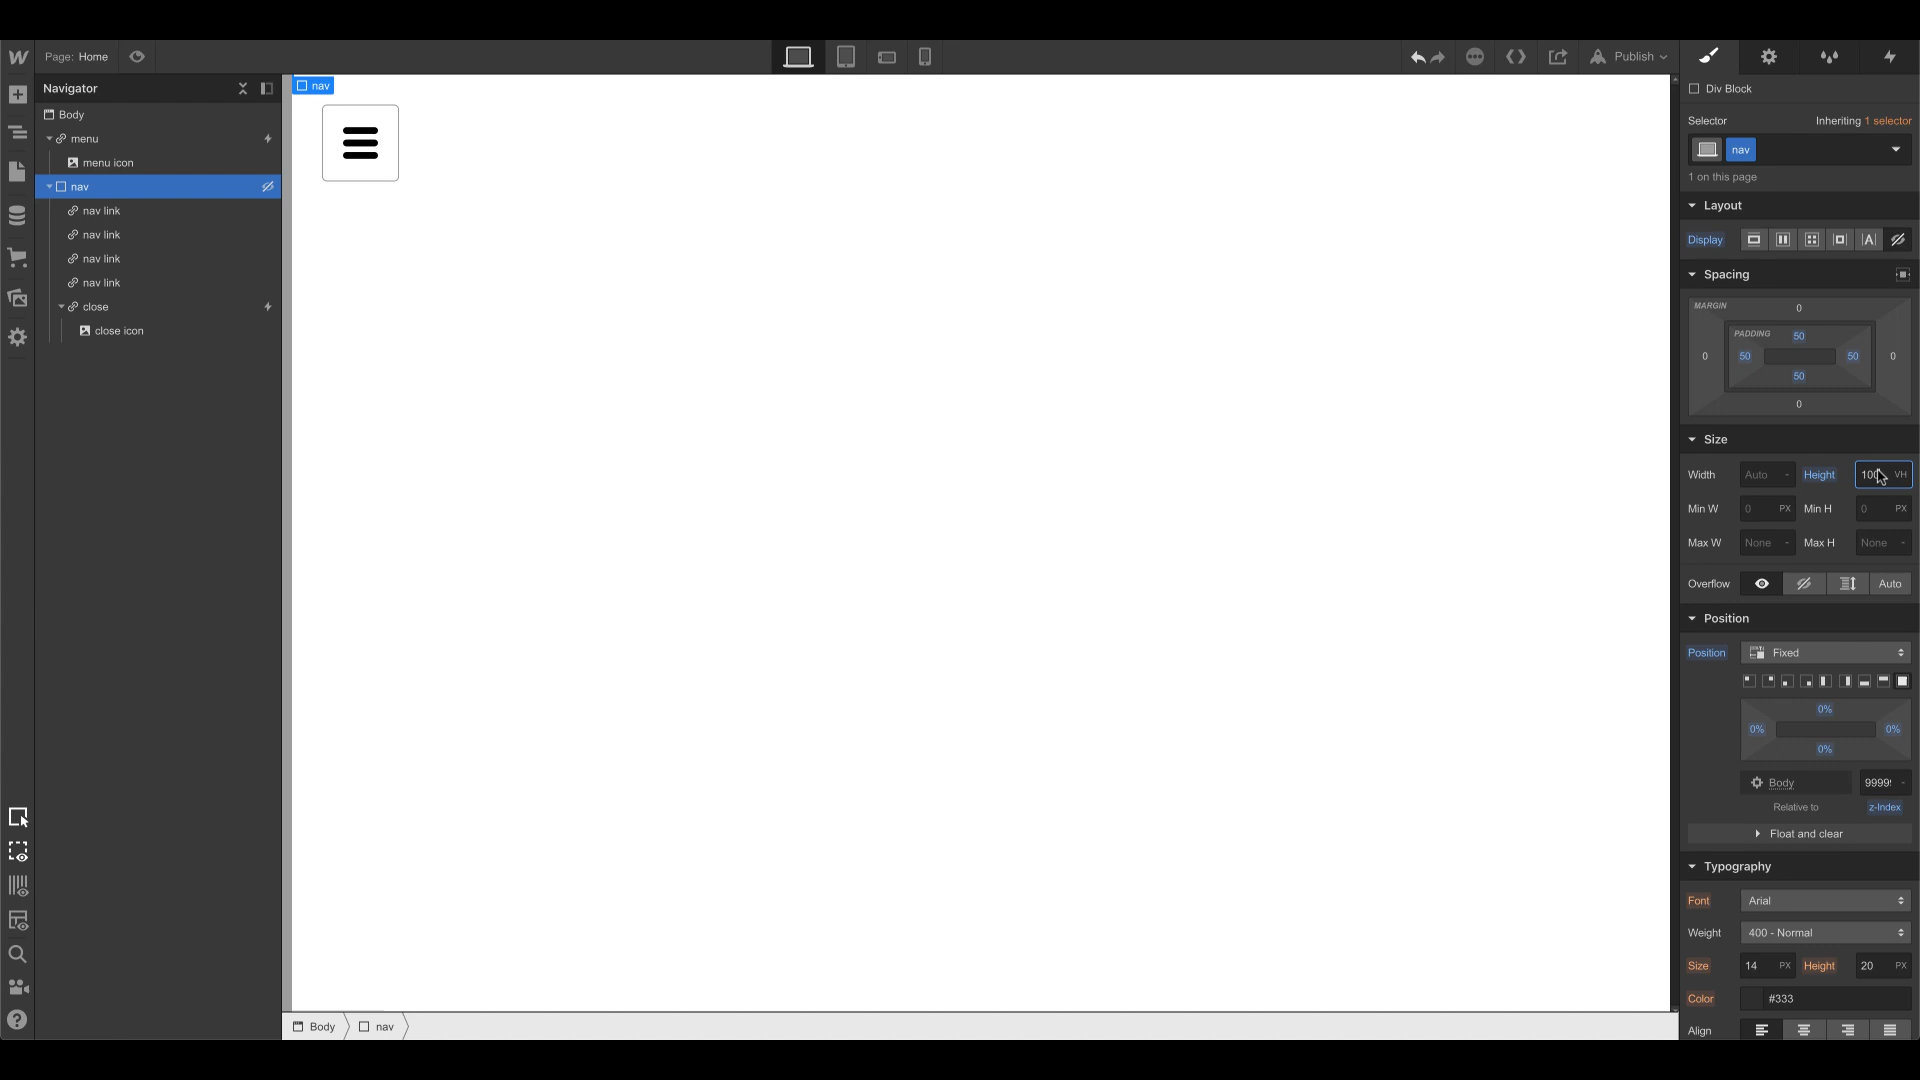 Page: Home
Publish
Navigator
Body
menu
menu icon
nav
nav link
nav link
nav link
nav link
close
close icon
nav
Body
nav
Div Block
Selector
Inheriting 1 selector
nav
1 on this page
Layout
Display
Spacing
MARGIN
0
PADDING
50
0
50
50
0
50
0
Size
Width
Auto
-
Height
100
VH
Min W
0
PX
Min H
0
PX
Max W
None
-
Max H
None
-
Overflow
Auto
Position
Position
Fixed
0%
0%
0%
0%
Body
9999
-
Relative to
z-Index
Float and clear
Typography
Font
Arial
Weight
400 - Normal
Size
14
PX
Height
20
PX
Color
#333
Align